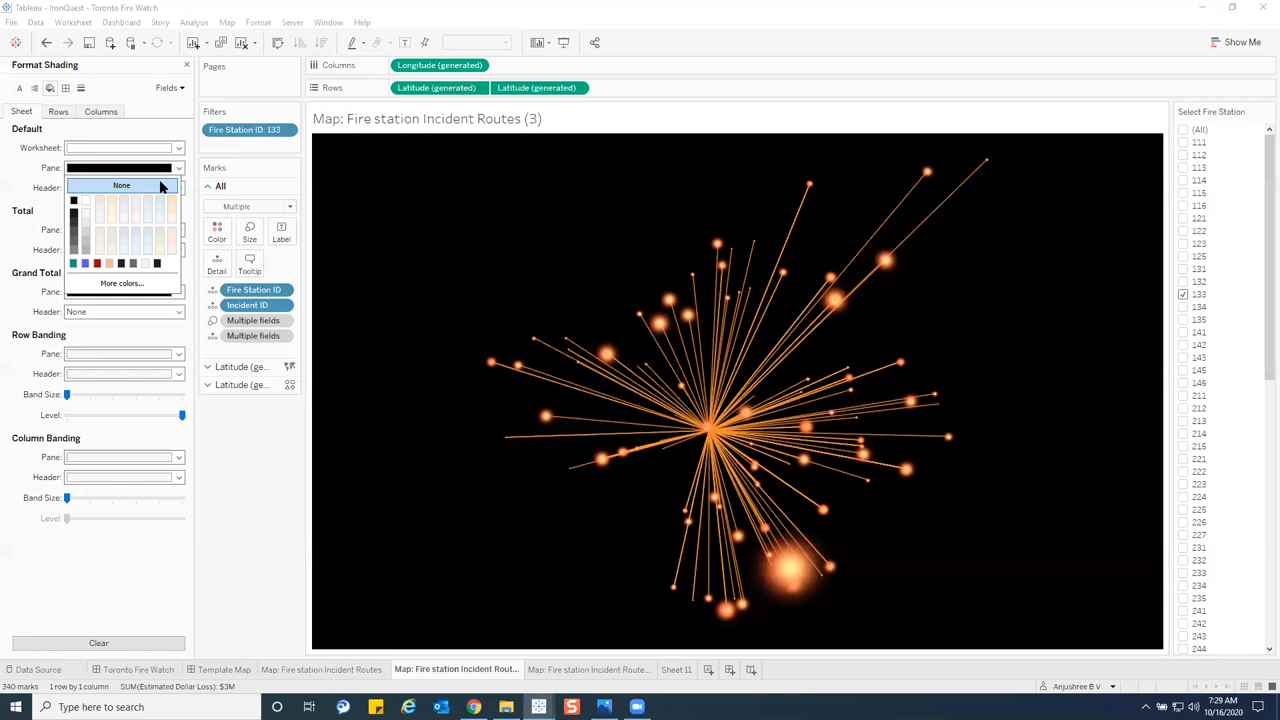 Tableau - IronQuest - Toronto Fire Watch
File Data Worksheet Dashboard Story Analysis Map Format Server Window Help
Show Me
Format Shading
Fields
Sheet Rows Columns
Default
Worksheet:
Pane:
None
Header:
Total
Pane:
Header:
More colors...
Grand Total
Pane:
Header: None
Row Banding
Pane:
Header:
Band Size:
Level:
Column Banding
Pane:
Header:
Band Size:
Level:
Clear
Pages
Filters
Fire Station ID: 133
Marks
All
Multiple
Color Size Label
Detail Tooltip
Fire Station ID
Incident ID
Multiple fields
Multiple fields
Latitude (ge...
Latitude (ge...
Columns Longitude (generated)
Rows Latitude (generated) Latitude (generated)
Map: Fire station Incident Routes (3)
Select Fire Station
(All)
111
112
113
114
115
116
121
122
123
125
131
132
133
134
135
141
142
143
145
146
211
212
213
214
221
222
223
224
225
226
227
231
232
233
234
235
241
242
243
244
Data Source Toronto Fire Watch Template Map Map: Fire station Incident Routes Map: Fire station Incident Rout... Map: Fire station Incident Route... Sheet 11
340 marks 1 row by 1 column SUM(Estimated Dollar Loss): $3M
Anjushree B V
Type here to search
7:29 AM
10/16/2020